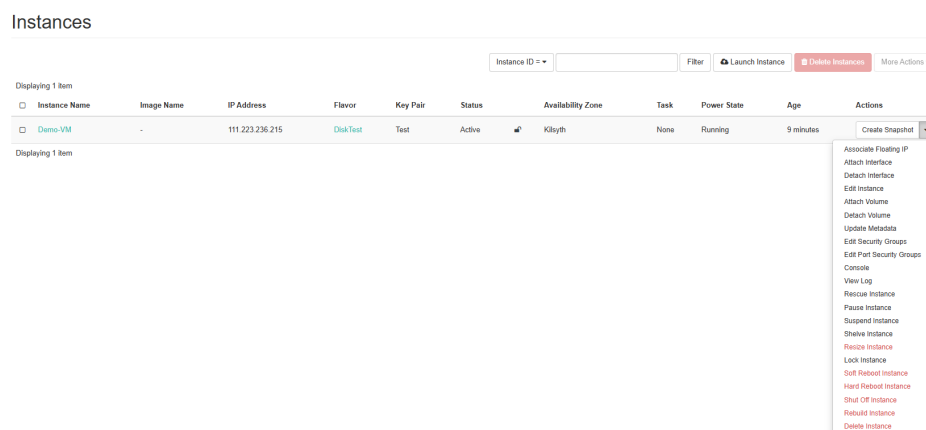 Instances
Instance ID = Filter Launch Instance Delete Instances More Actions
Displaying 1 item
Instance Name Image Name IP Address Flavor Key Pair Status Availability Zone Task Power State Age Actions
Demo-VM - 111.223.236.215 DiskTest Test Active Kilsyth None Running 9 minutes Create Snapshot
Displaying 1 item
Associate Floating IP
Attach Interface
Detach Interface
Edit Instance
Attach Volume
Detach Volume
Update Metadata
Edit Security Groups
Edit Port Security Groups
Console
View Log
Rescue Instance
Pause Instance
Suspend Instance
Shelve Instance
Resize Instance
Lock Instance
Soft Reboot Instance
Hard Reboot Instance
Shut Off Instance
Rebuild Instance
Delete Instance